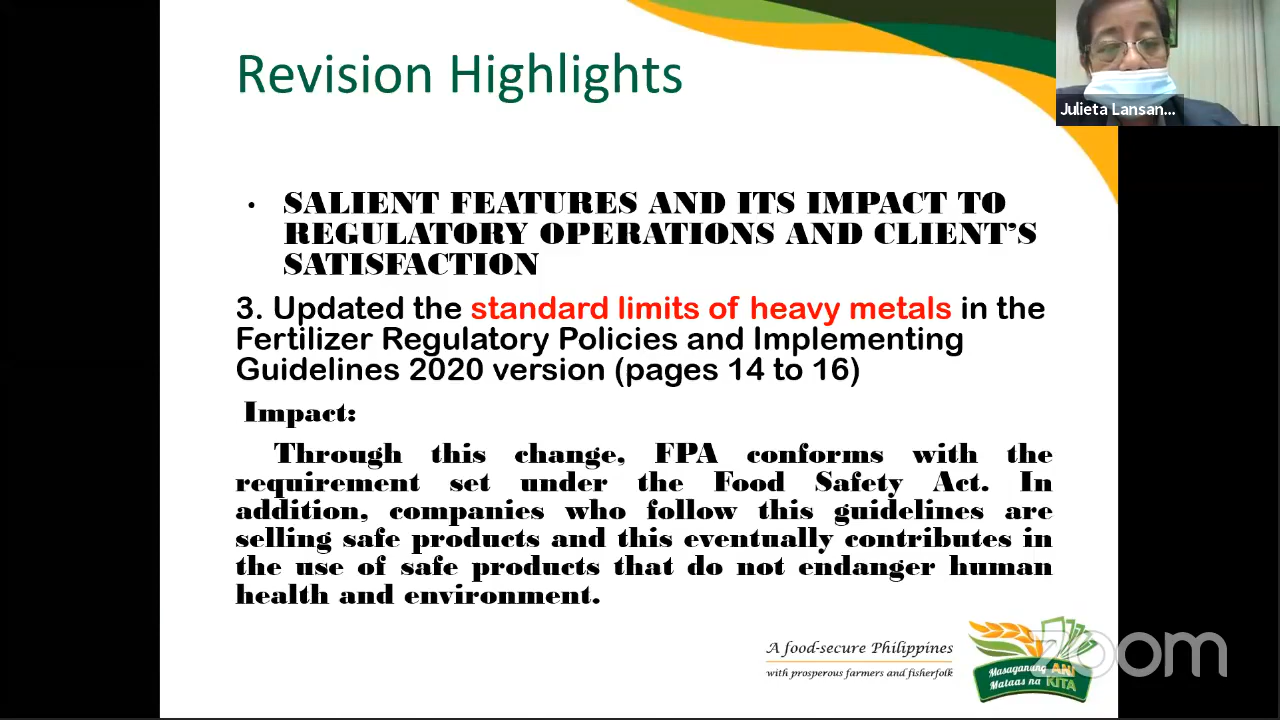 Revision Highlights
Julieta Lansan...
• SALIENT FEATURES AND ITS IMPACT TO
REGULATORY OPERATIONS AND CLIENT'S
SATISFACTION
3. Updated the standard limits of heavy metals in the
Fertilizer Regulatory Policies and Implementing
Guidelines 2020 version (pages 14 to 16)
Impact:
Through this change, FPA conforms with the
requirement set under the Food Safety Act. In
addition, companies who follow this guidelines are
selling safe products and this eventually contributes in
the use of safe products that do not endanger human
health and environment.
A food-secure Philippines
with prosperous farmers and fisherfolk
Masaganang ANI
Mataas na KITA
zoom